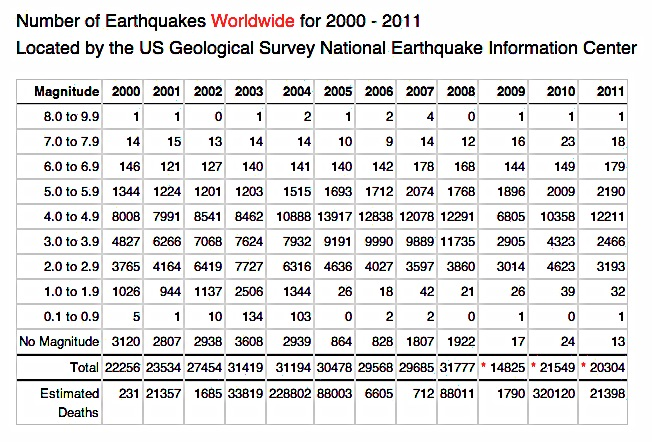 Number of Earthquakes Worldwide for 2000 - 2011
Located by the US Geological Survey National Earthquake Information Center
Magnitude 2000 2001 2002 2003 2004 2005 2006 2007 2008 2009 2010 2011
8.0 to 9.9 1 1 0 1 2 1 2 4 0 1 1 1
7.0 to 7.9 14 15 13 14 14 10 9 14 12 16 23 18
6.0 to 6.9 146 121 127 140 141 140 142 178 168 144 149 179
5.0 to 5.9 1344 1224 1201 1203 1515 1693 1712 2074 1768 1896 2009 2190
4.0 to 4.9 8008 7991 8541 8462 10888 13917 12838 12078 12291 6805 10358 12211
3.0 to 3.9 4827 6266 7068 7624 7932 9191 9990 9889 11735 2905 4323 2466
2.0 to 2.9 3765 4164 6419 7727 6316 4636 4027 3597 3860 3014 4623 3193
1.0 to 1.9 1026 944 1137 2506 1344 26 18 42 21 26 39 32
0.1 to 0.9 5 1 10 134 103 0 2 2 0 1 0 1
No Magnitude 3120 2807 2938 3608 2939 864 828 1807 1922 17 24 13
Total 22256 23534 27454 31419 31194 30478 29568 29685 31777 * 14825 * 21549 * 20304
Estimated 231 21357 1685 33819 228802 88003 6605 712 88011 1790 320120 21398
Deaths